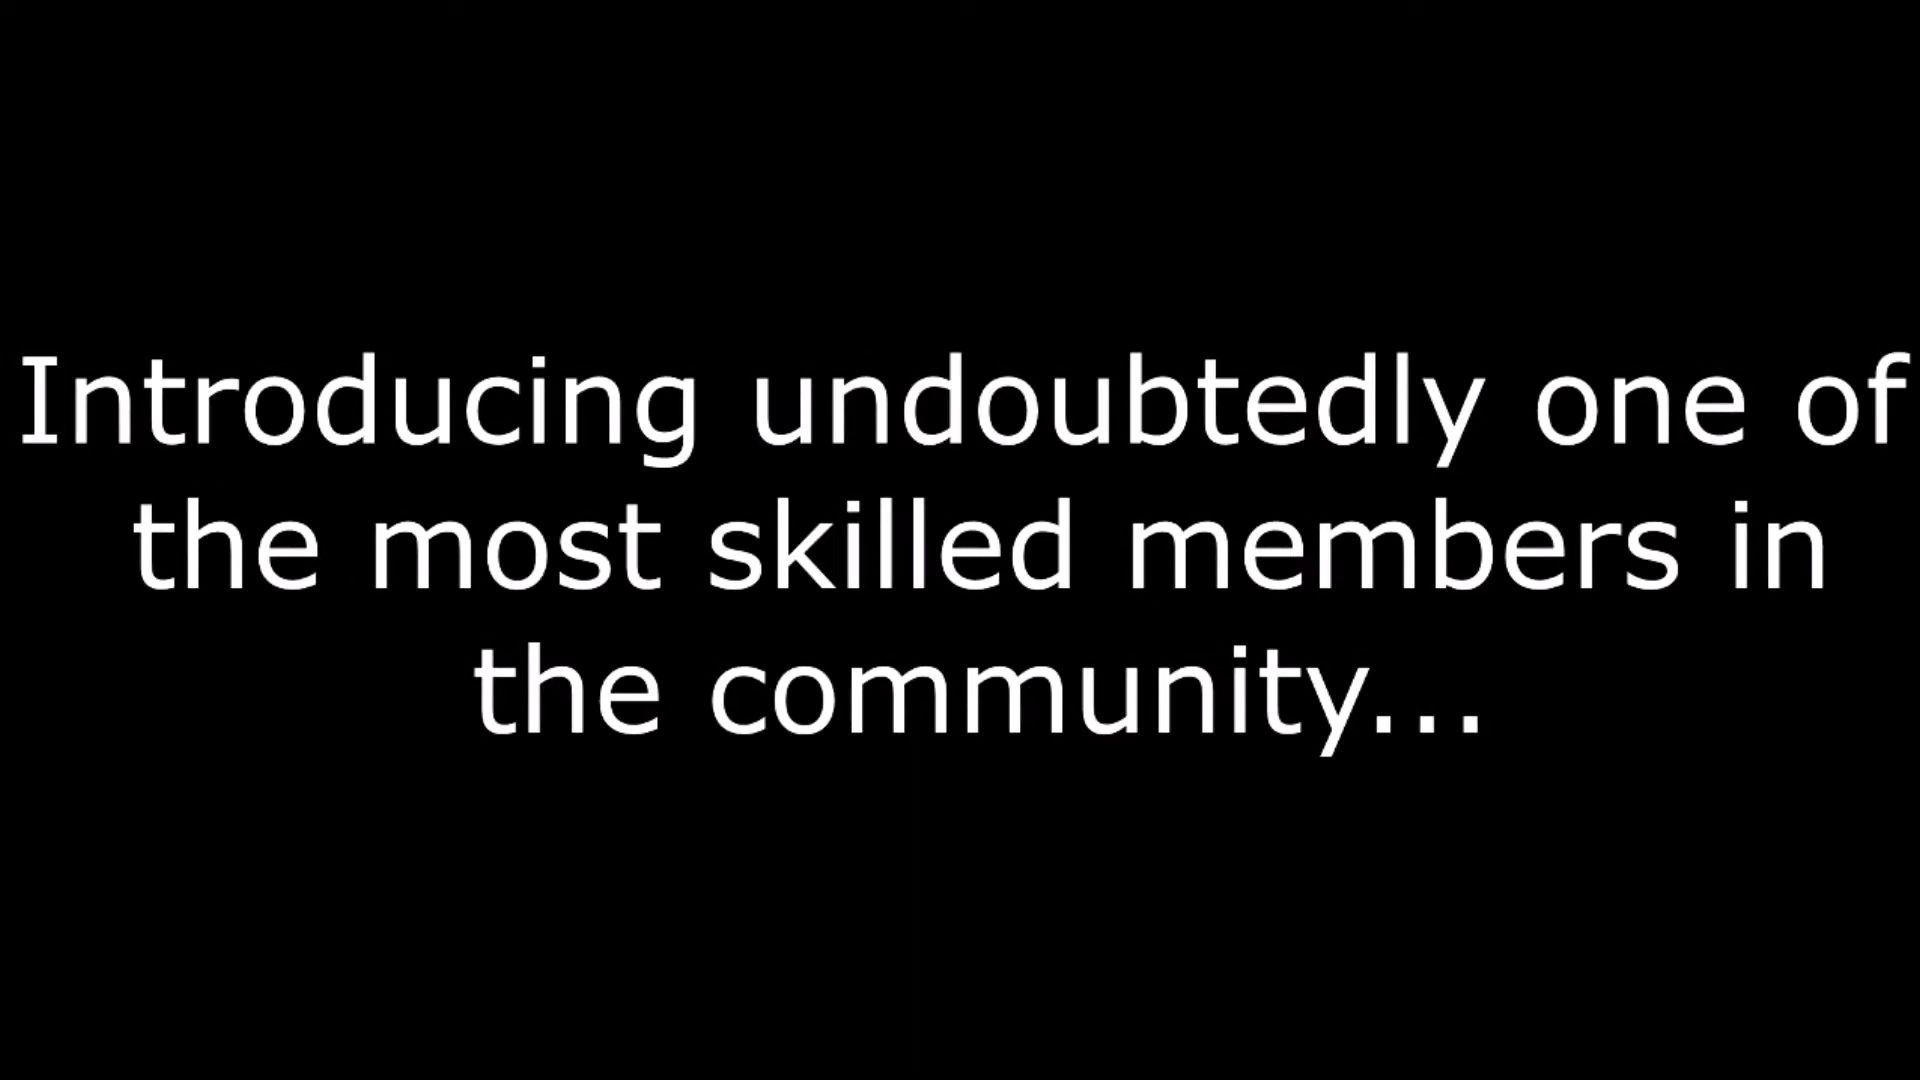 Introducing undoubtedly one of
the most skilled members in
the community...